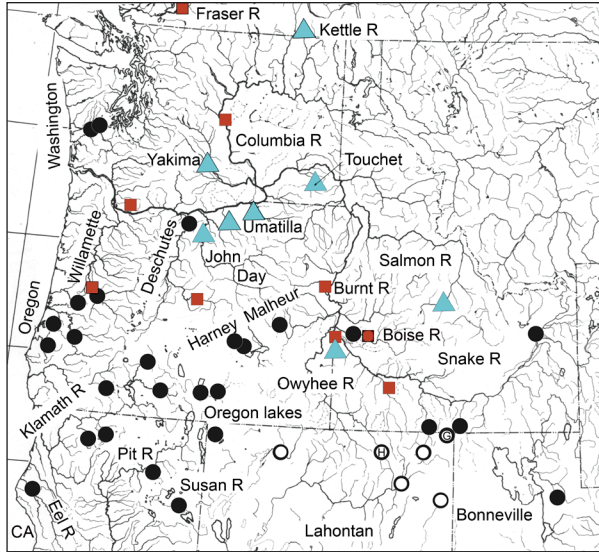 Fraser R
Kettle R
Washington
Columbia R
Yakima
Touchet
Willamette
Deschutes
Umatilla
John
Day
Salmon R
Oregon
Burnt R
Harney Malheur
Boise R
Snake R
Owyhee R
Klamath R
Oregon lakes
G
H
Pit R
Susan R
Eel R
CA
Lahontan
Bonneville